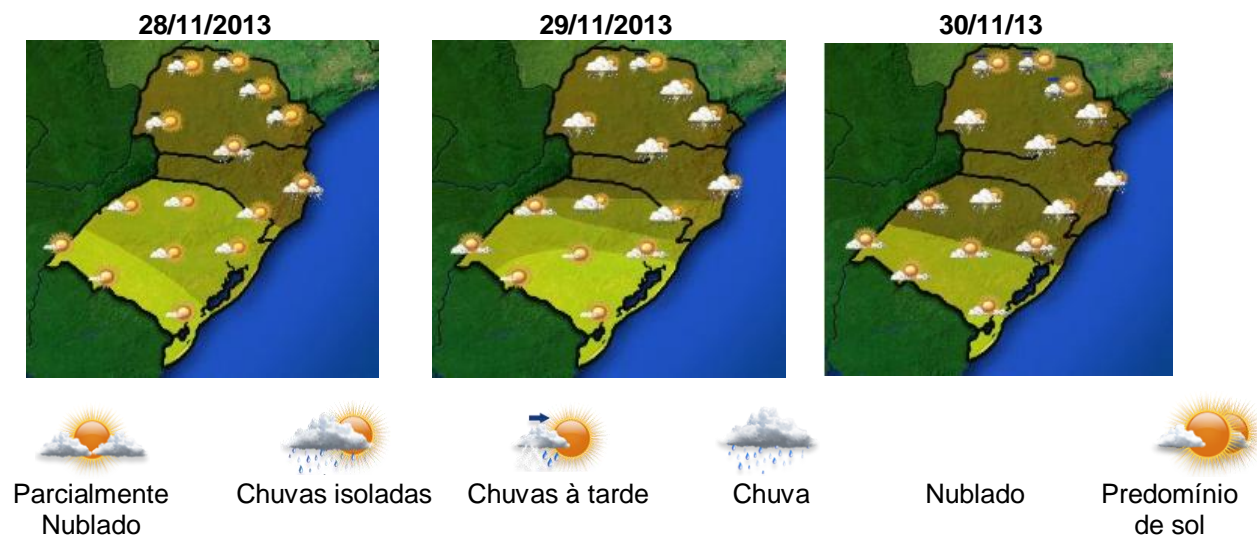 28/11/2013 29/11/2013 30/11/13
Parcialmente Nublado
Chuvas isoladas
Chuvas à tarde
Chuva
Nublado
Predomínio de sol